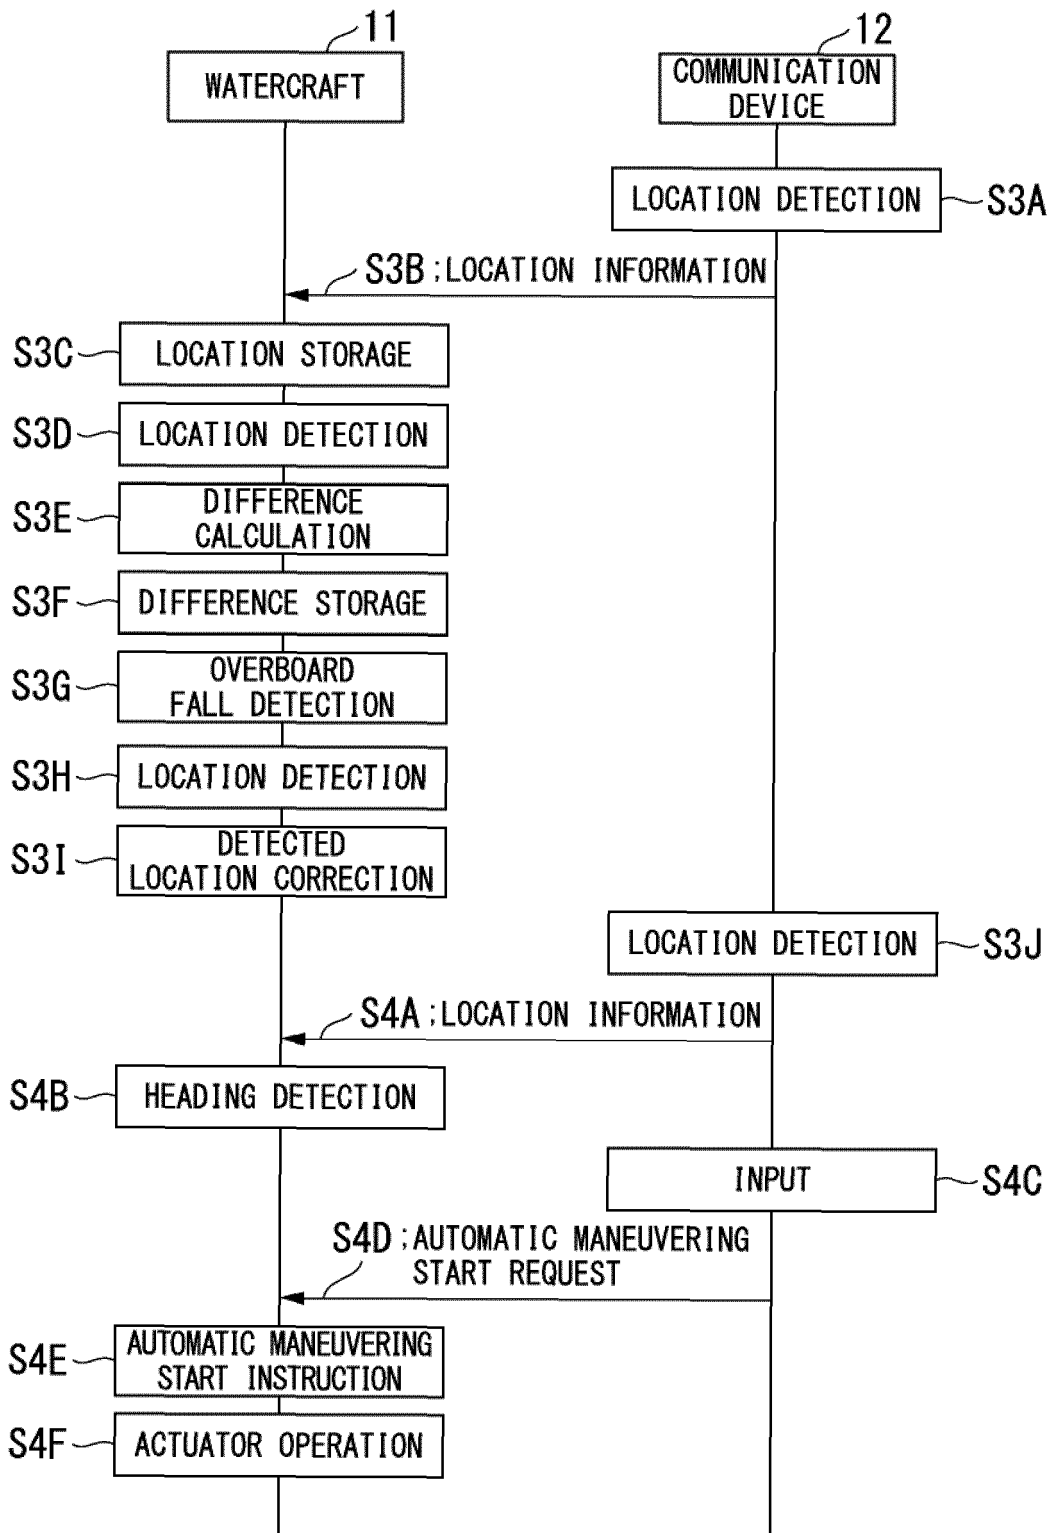 11
12
WATERCRAFT
COMMUNICATION
DEVICE
LOCATION DETECTION
S3A
S3B ;LOCATION INFORMATION
S3C
LOCATION STORAGE
S3D
LOCATION DETECTION
S3E
DIFFERENCE
CALCULATION
S3F
DIFFERENCE STORAGE
S3G
OVERBOARD
FALL DETECTION
S3H
LOCATION DETECTION
S3I
DETECTED
LOCATION CORRECTION
LOCATION DETECTION
S3J
S4A ;LOCATION INFORMATION
S4B
HEADING DETECTION
INPUT
S4C
S4D ;AUTOMATIC MANEUVERING
START REQUEST
S4E
AUTOMATIC MANEUVERING
START INSTRUCTION
S4F
ACTUATOR OPERATION